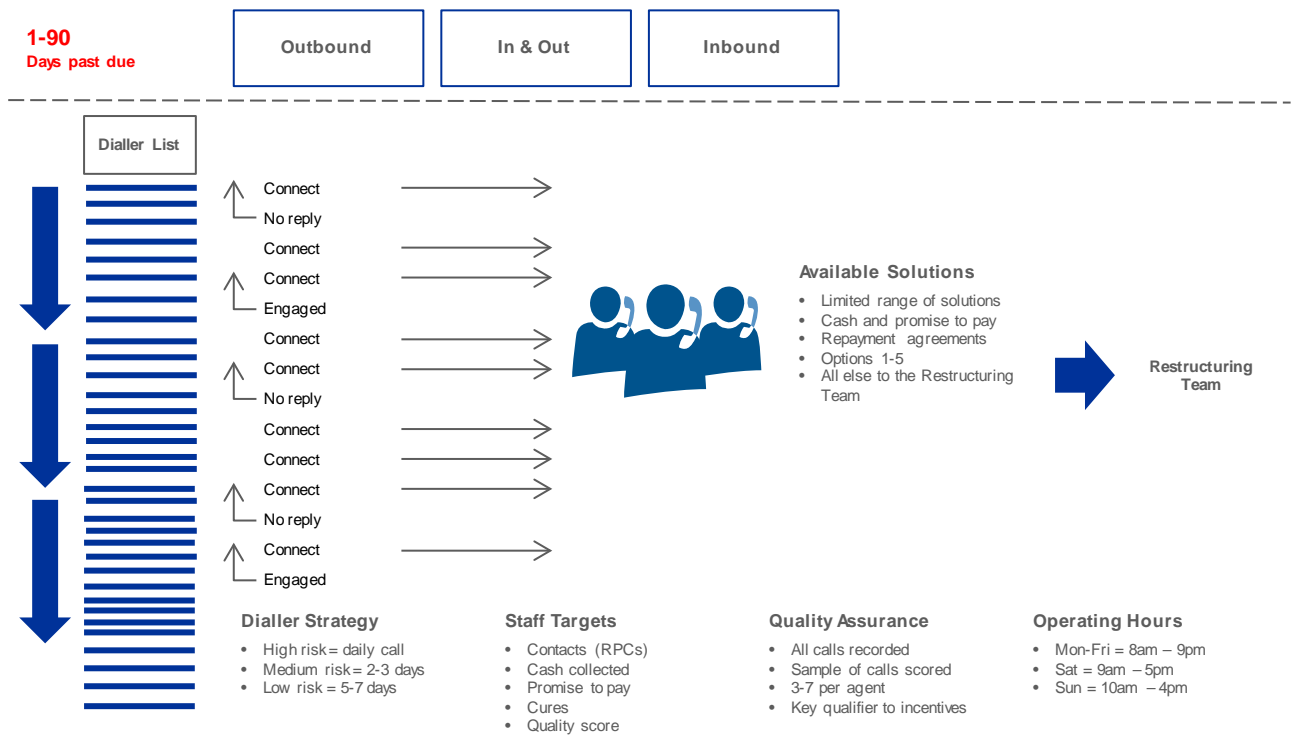 1-90
Days past due
Outbound
In & Out
Inbound
Dialler List
Connect
No reply
Connect
Connect
Engaged
Connect
Connect
No reply
Connect
Connect
Connect
No reply
Connect
Engaged
Available Solutions
• Limited range of solutions
• Cash and promise to pay
• Repayment agreements
• Options 1-5
• All else to the Restructuring
Team
Restructuring
Team
Dialler Strategy
• High risk = daily call
• Medium risk = 2-3 days
• Low risk = 5-7 days
Staff Targets
• Contacts (RPCs)
• Cash collected
• Promise to pay
• Cures
• Quality score
Quality Assurance
• All calls recorded
• Sample of calls scored
• 3-7 per agent
• Key qualifier to incentives
Operating Hours
• Mon-Fri = 8am – 9pm
• Sat = 9am – 5pm
• Sun = 10am – 4pm